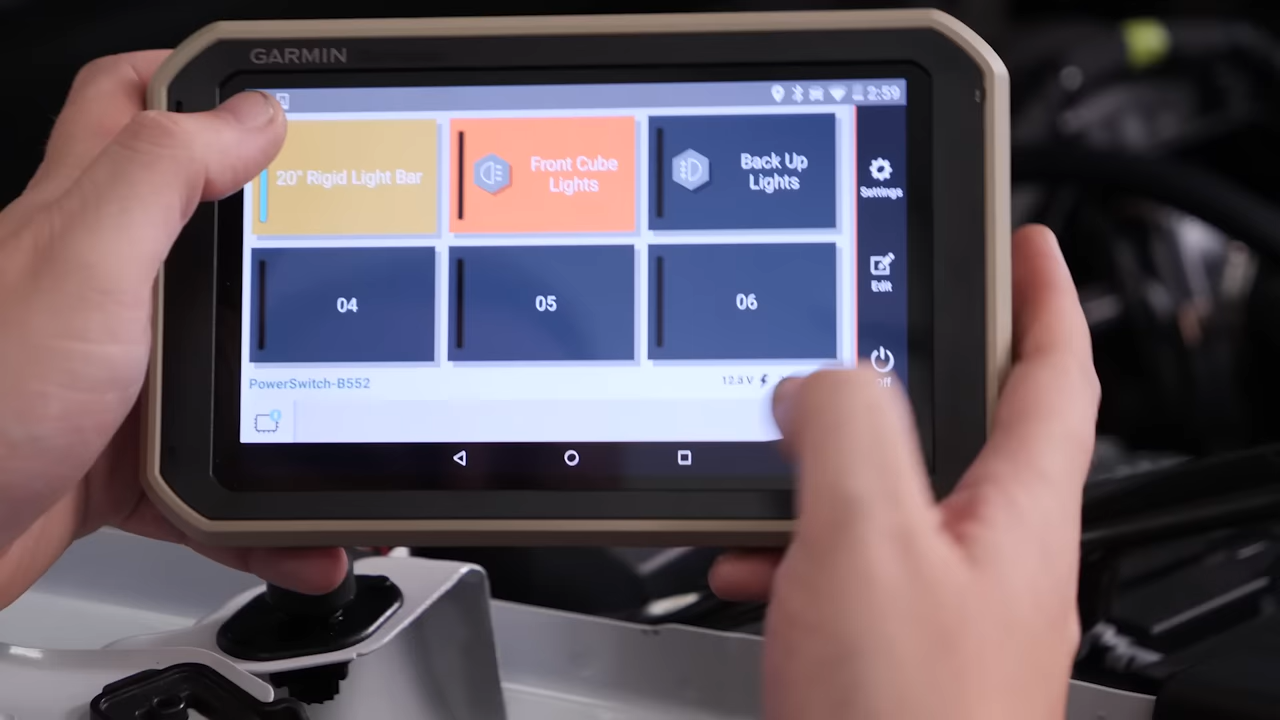 GARMIN
2:59
20" Rigid Light Bar
Front Cube
Lights
Back Up
Lights
Settings
04
05
06
Edit
PowerSwitch-B552
12.3 V